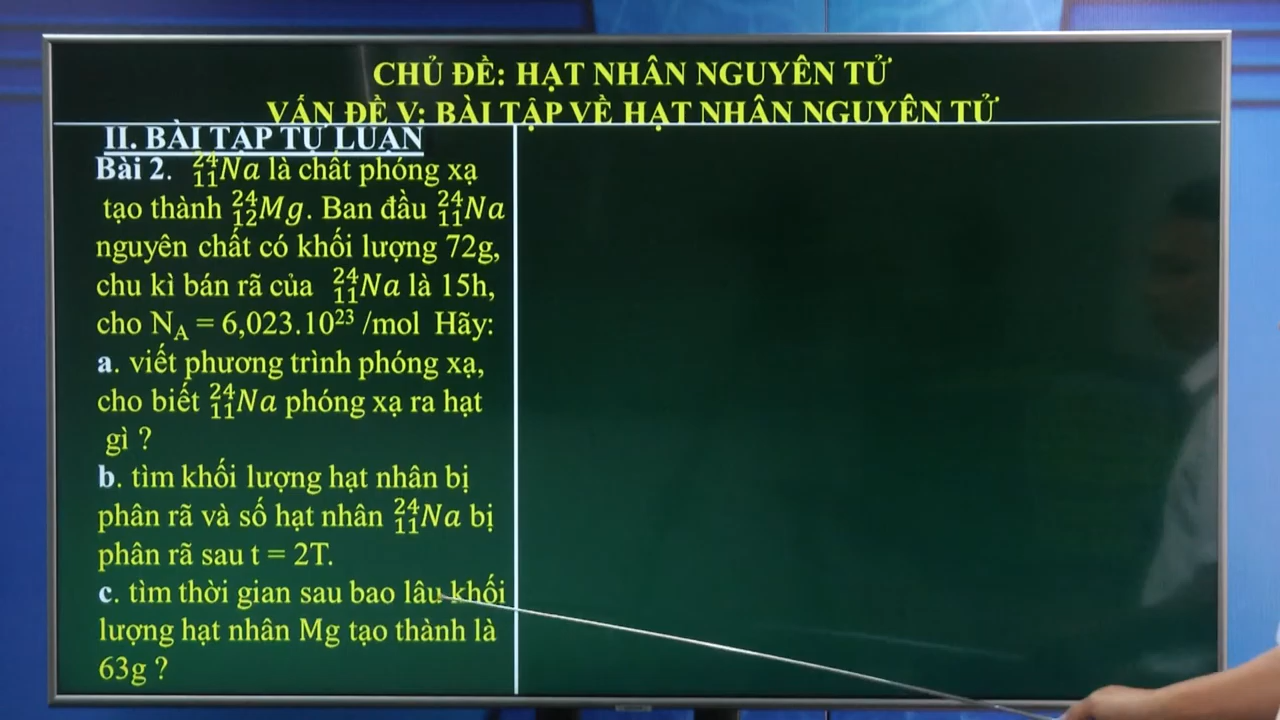 CHỦ ĐỀ: HẠT NHÂN NGUYÊN TỬ
VẤN ĐỀ V: BÀI TẬP VỀ HẠT NHÂN NGUYÊN TỬ
II. BÀI TẬP TỰ LUẬN
Bài 2. ²⁴₁₁Na là chất phóng xạ
tạo thành ²⁴₁₂Mg. Ban đầu ²⁴₁₁Na
nguyên chất có khối lượng 72g,
chu kì bán rã của ²⁴₁₁Na là 15h,
cho N_A = 6,023.10²³ /mol Hãy:
a. viết phương trình phóng xạ,
cho biết ²⁴₁₁Na phóng xạ ra hạt
gì ?
b. tìm khối lượng hạt nhân bị
phân rã và số hạt nhân ²⁴₁₁Na bị
phân rã sau t = 2T.
c. tìm thời gian sau bao lâu khối
lượng hạt nhân Mg tạo thành là
63g ?